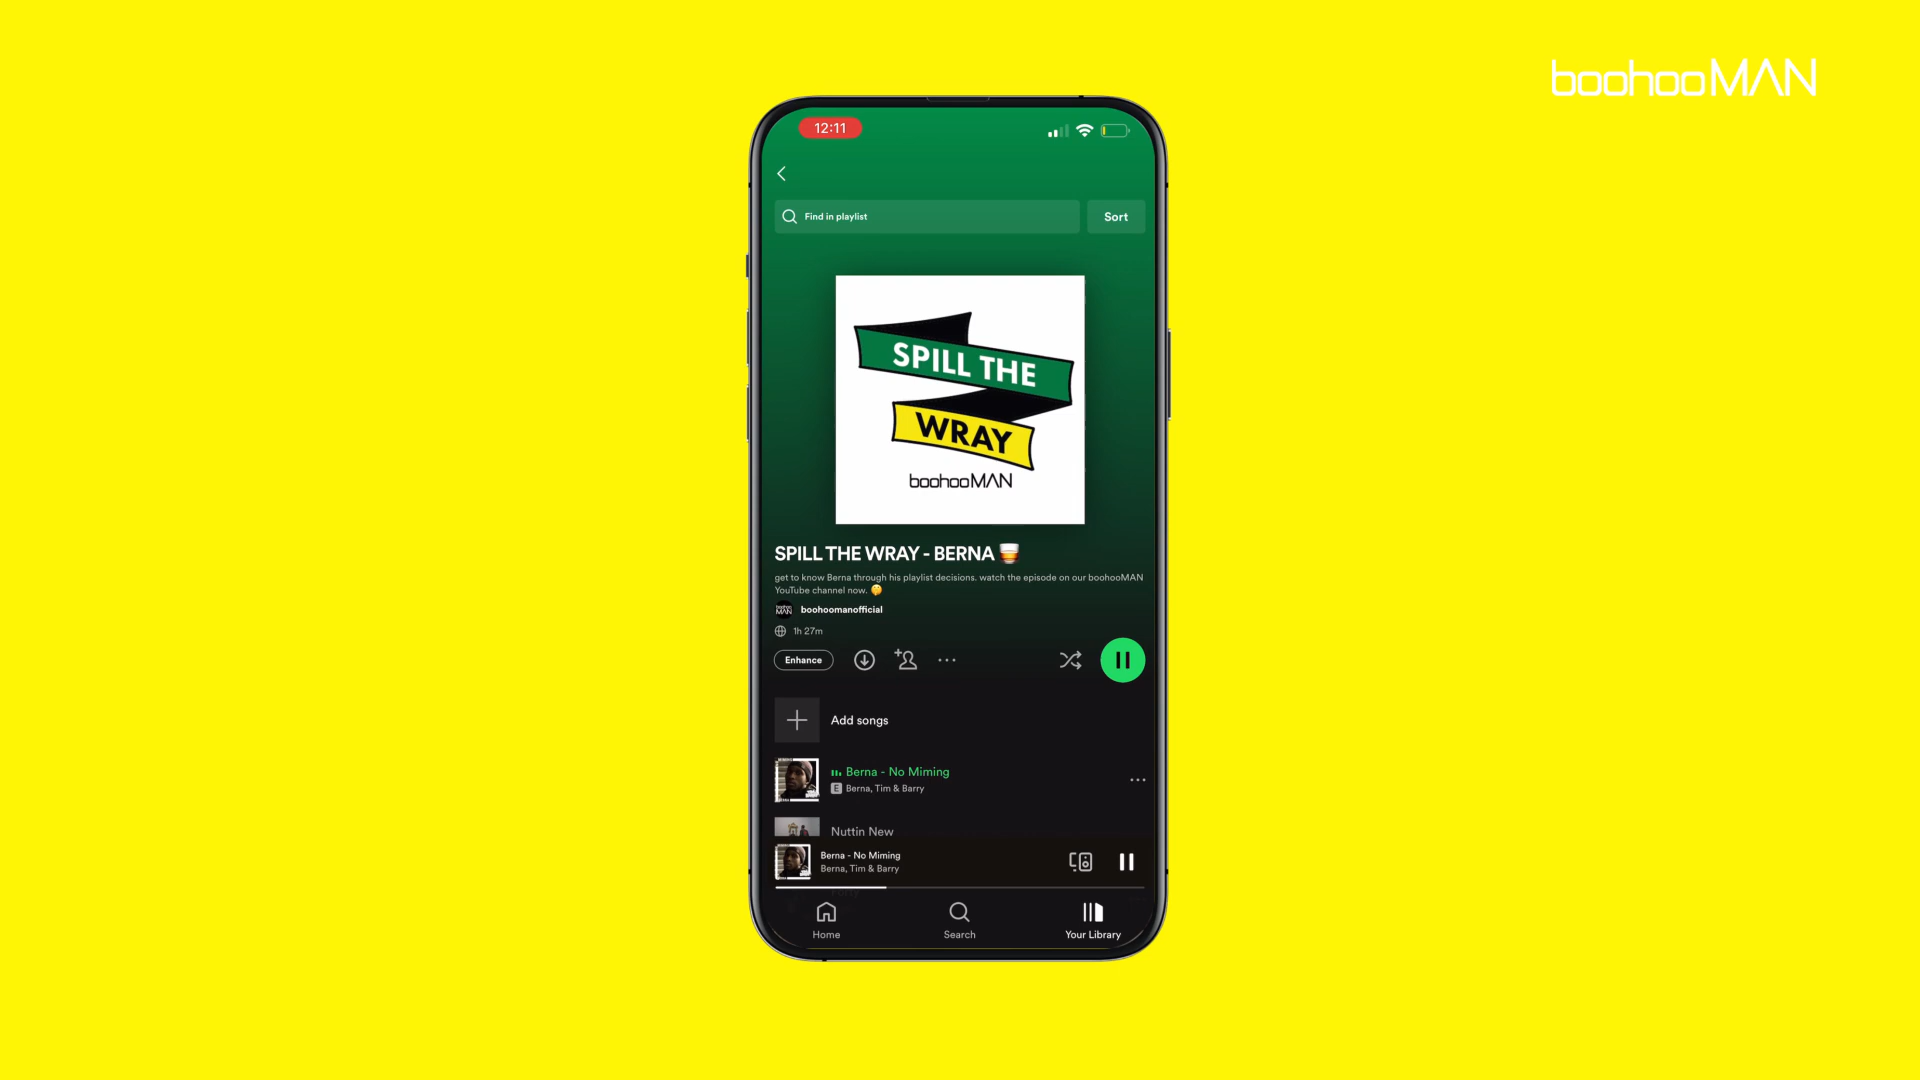 boohooMAN
12:11
Find in playlist
Sort
SPILL THE
WRAY
boohooMAN
SPILL THE WRAY - BERNA 🥃
get to know Berna through his playlist decisions. watch the episode on our boohooMAN
YouTube channel now. 🤫
boohoo
MAN
boohoomanofficial
1h 27m
Enhance
Add songs
Berna - No Miming
E Berna, Tim & Barry
Nuttin New
Berna - No Miming
Berna, Tim & Barry
Home
Search
Your Library